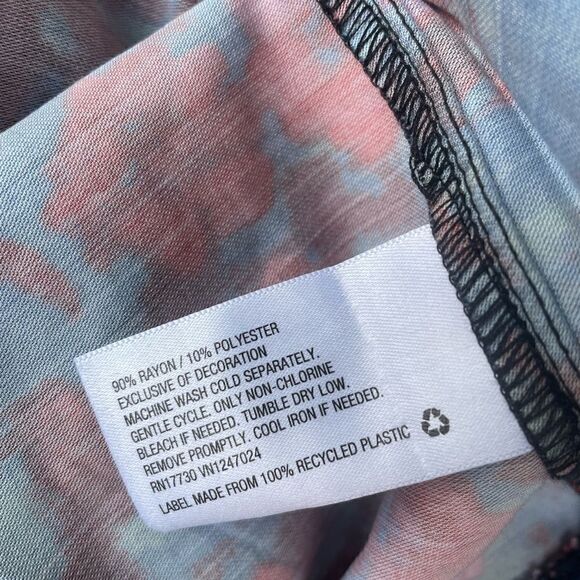 90% RAYON / 10% POLYESTER
EXCLUSIVE OF DECORATION
MACHINE WASH COLD SEPARATELY.
GENTLE CYCLE. ONLY NON-CHLORINE
BLEACH IF NEEDED. TUMBLE DRY LOW.
REMOVE PROMPTLY. COOL IRON IF NEEDED.
RN17730 VN1247024
LABEL MADE FROM 100% RECYCLED PLASTIC